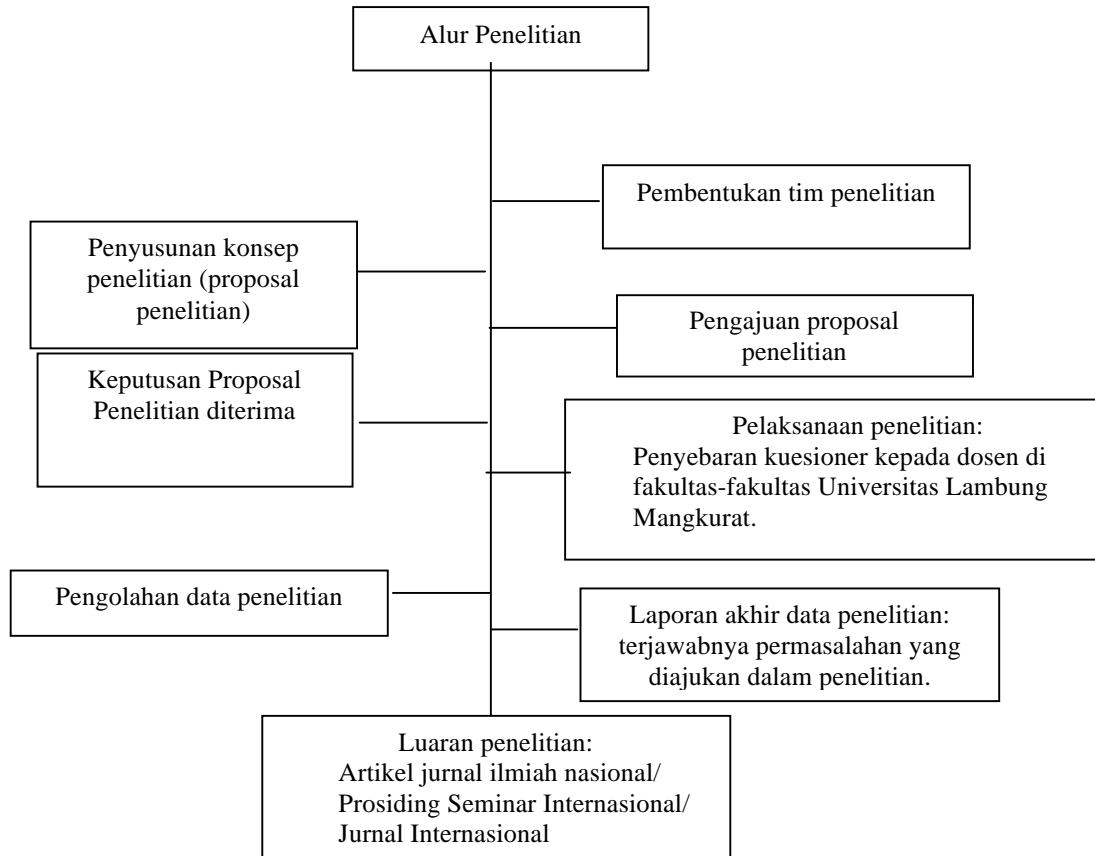 Alur Penelitian
Pembentukan tim penelitian
Penyusunan konsep
penelitian (proposal
penelitian)
Pengajuan proposal
penelitian
Keputusan Proposal
Penelitian diterima
Pelaksanaan penelitian:
Penyebaran kuesioner kepada dosen di
fakultas-fakultas Universitas Lambung
Mangkurat.
Pengolahan data penelitian
Laporan akhir data penelitian:
terjawabnya permasalahan yang
diajukan dalam penelitian.
Luaran penelitian:
Artikel jurnal ilmiah nasional/
Prosiding Seminar Internasional/
Jurnal Internasional